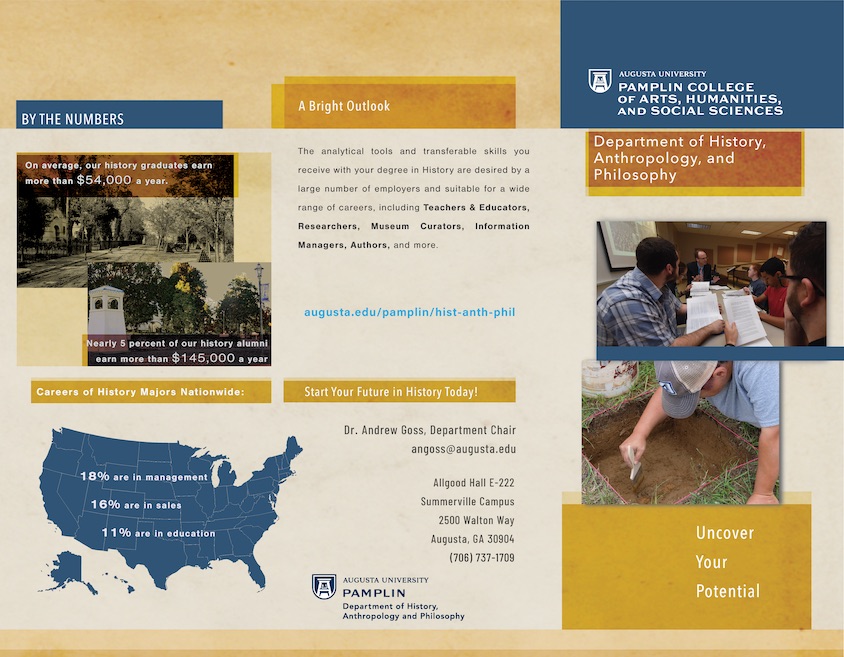 BY THE NUMBERS
On average, our history graduates earn
more than $54,000 a year.
Nearly 5 percent of our history alumni
earn more than $145,000 a year
Careers of History Majors Nationwide:
18% are in management
16% are in sales
11% are in education
A Bright Outlook
The analytical tools and transferable skills you
receive with your degree in History are desired by a
large number of employers and suitable for a wide
range of careers, including Teachers & Educators,
Researchers, Museum Curators, Information
Managers, Authors, and more.
augusta.edu/pamplin/hist-anth-phil
Start Your Future in History Today!
Dr. Andrew Goss, Department Chair
angoss@augusta.edu
Allgood Hall E-222
Summerville Campus
2500 Walton Way
Augusta, GA 30904
(706) 737-1709
AUGUSTA UNIVERSITY
PAMPLIN
Department of History,
Anthropology and Philosophy
AUGUSTA UNIVERSITY
PAMPLIN COLLEGE
OF ARTS, HUMANITIES,
AND SOCIAL SCIENCES
Department of History,
Anthropology, and
Philosophy
Uncover
Your
Potential